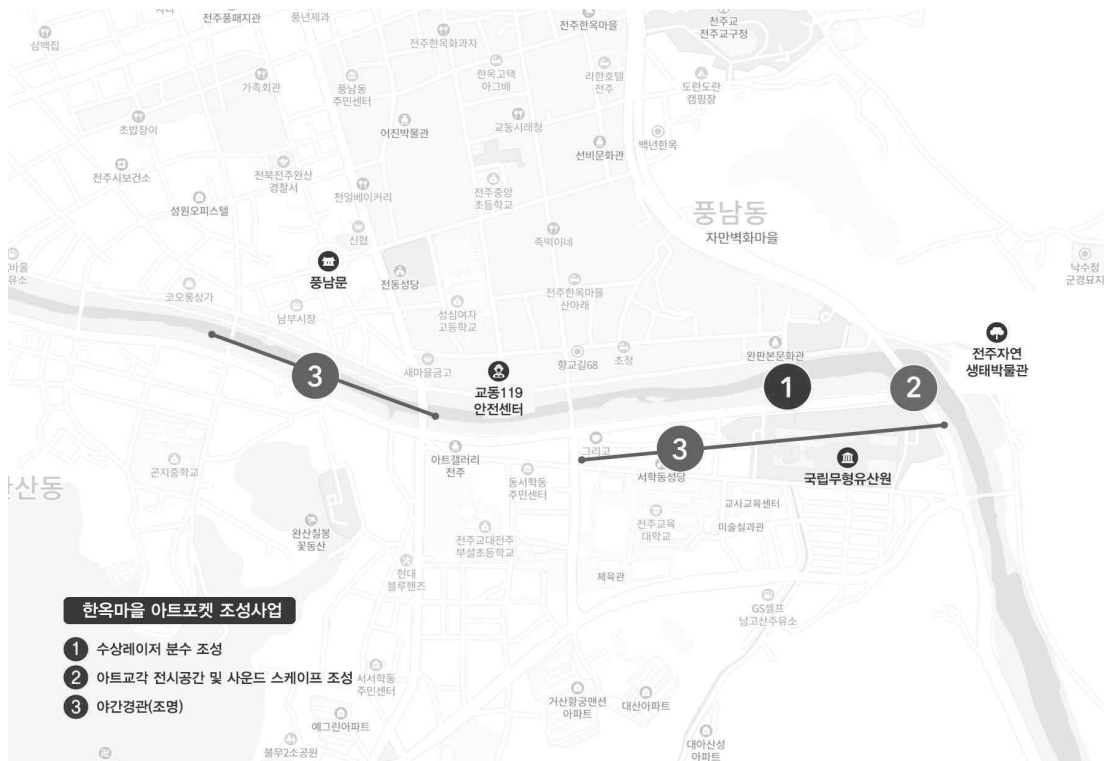 전주풍패지관
풍년제과
전주한옥마을
천주교
전주교구청
삼백집
전주한옥화과자
가족회관
풍남동
주민센터
한옥고택
아그배
라한호텔
전주
도란도란
캠핑장
초밥장이
어진박물관
교동시래청
선비문화관
백년한옥
전주시보건소
전북전주완산
경찰서
천일베이커리
전주중앙
초등학교
성원오피스텔
풍남동
자만벽화마을
신협
족떡이네
풍남문
전동성당
낙수정
군경묘지
바울
유소
코오롱상가
남부시장
성심여자
고등학교
전주한옥마을
산아래
새마을금고
교동119
안전센터
향교길68
초정
완판본문화관
전주자연
생태박물관
3
1
2
3
아트갤러리
전주
그리고
서학동성당
국립무형유산원
곤지중학교
동서학동
주민센터
교사교육센터
산동
완산칠봉
꽃동산
전주교대전주
부설초등학교
전주교육
대학교
미술실과관
현대
블루핸즈
체육관
GS셀프
남고산주유소
한옥마을 아트포켓 조성사업
1 수상레이저 분수 조성
2 아트교각 전시공간 및 사운드 스케이프 조성
3 야간경관(조명)
서서학동
주민센터
예그린아파트
불무2소공원
거산황궁맨션
아파트
대산아파트
대아산성
아파트